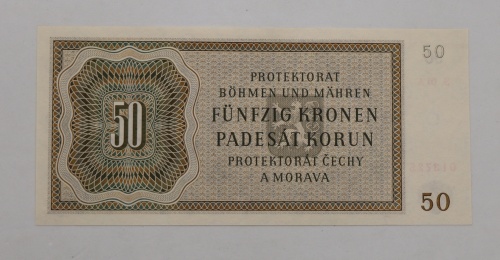 50
PROTEKTORAT
BÖHMEN UND MÄHREN
50
FÜNFZIG KRONEN
PADESÁT KORUN
PROTEKTORÁT ČECHY
A MORAVA
50